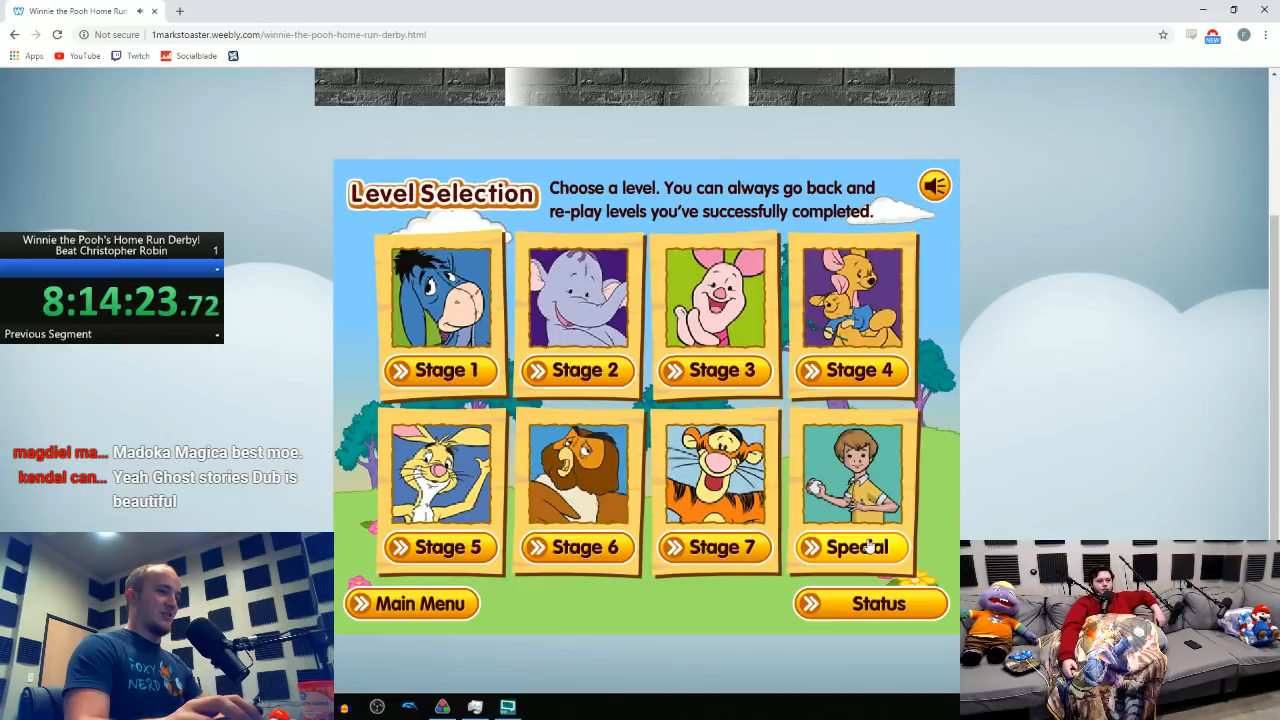 Winnie the Pooh Home Run
Not secure
1markstoaster.weebly.com/winnie-the-pooh-home-run-derby.html
NEW
F
Apps YouTube Twitch Socialblade
Level Selection
Choose a level. You can always go back and
re-play levels you've successfully completed.
Winnie the Pooh's Home Run Derby!
Beat Christopher Robin 1
-
8:14:23.72
Previous Segment -
Stage 1 Stage 2 Stage 3 Stage 4
magdiel ma... Madoka Magica best moe.
kendal can... Yeah Ghost stories Dub is
beautiful
Stage 5 Stage 6 Stage 7 Special
Main Menu Status
FOXY
NERD